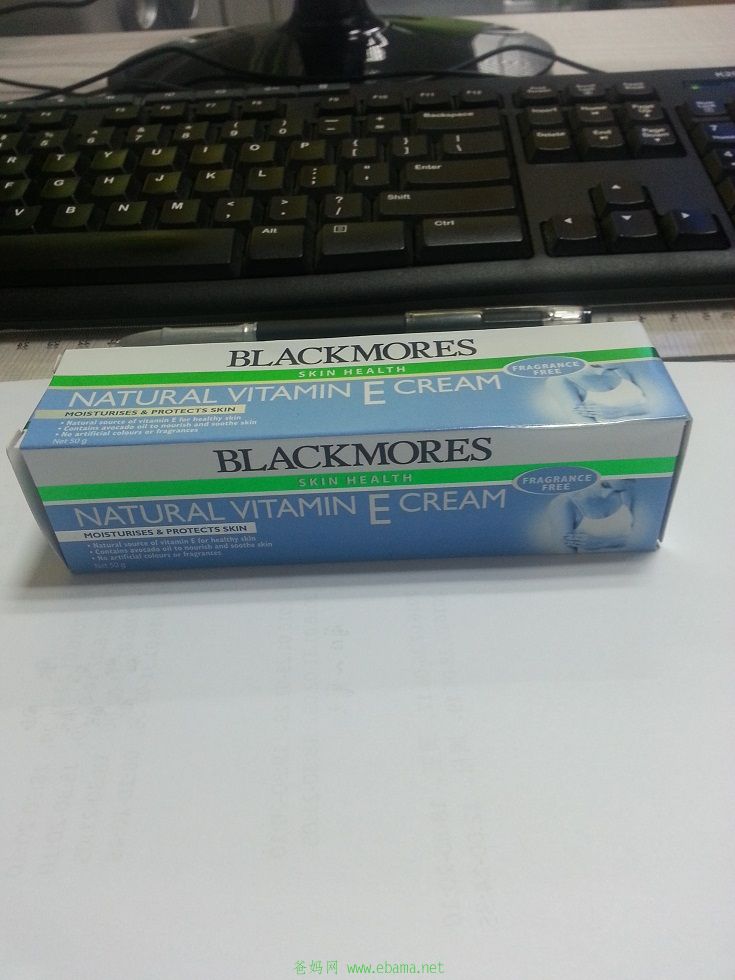 Backspace
Delete
End
Page Down
R T Y U I O P
Enter
F G H J K L
Shift
V B N M
Alt
Ctrl
BLACKMORES
SKIN HEALTH
NATURAL VITAMIN E CREAM
FRAGRANCE FREE
MOISTURISES & PROTECTS SKIN
• Natural source of vitamin E for healthy skin
• Contains avocado oil to nourish and soothe skin
• No artificial colours or fragrances
Net 50 g
BLACKMORES
SKIN HEALTH
NATURAL VITAMIN E CREAM
FRAGRANCE FREE
MOISTURISES & PROTECTS SKIN
• Natural source of vitamin E for healthy skin
• Contains avocado oil to nourish and soothe skin
• No artificial colours or fragrances
Net 50 g
爸妈网 www.ebama.net